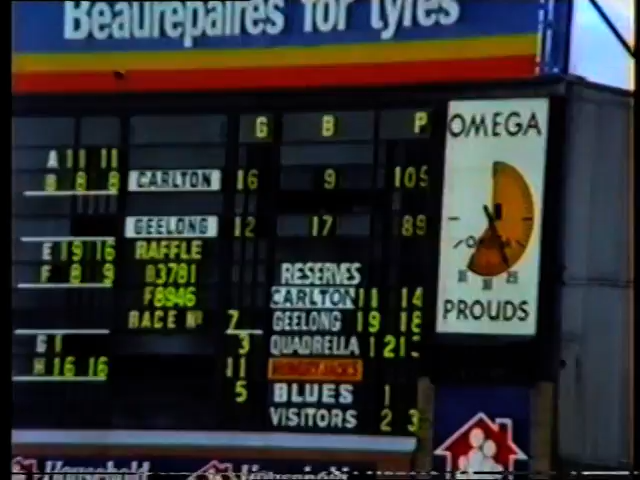 Beaurepaires for tyres
G B P OMEGA
A 11 11
B 8 8 CARLTON 16 9 105
GEELONG 12 17 89
E 19 16 RAFFLE
F 8 9 B3781 RESERVES
F8946 CARLTON 11 14
RACE Nº 7 GEELONG 19 18
PROUDS
G 1 3 QUADRELLA 1 21
H 16 16 11
5 BLUES 1
VISITORS 2 3
Household